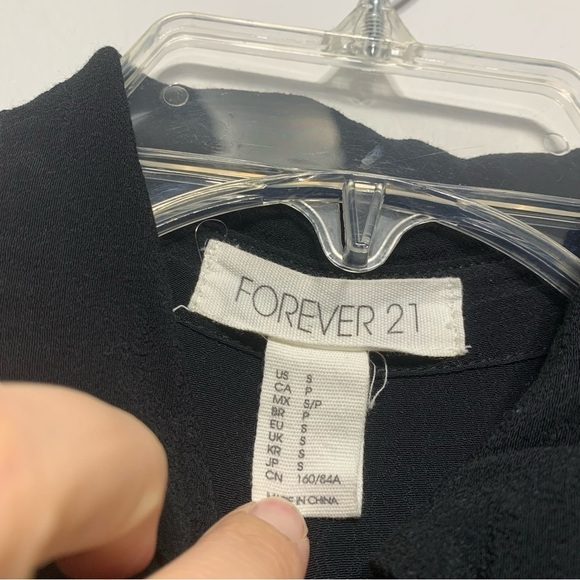 FOREVER 21
US S
CA P
MX S/P
BR P
EU S
UK S
KR S
JP S
CN 160/84A
MADE IN CHINA